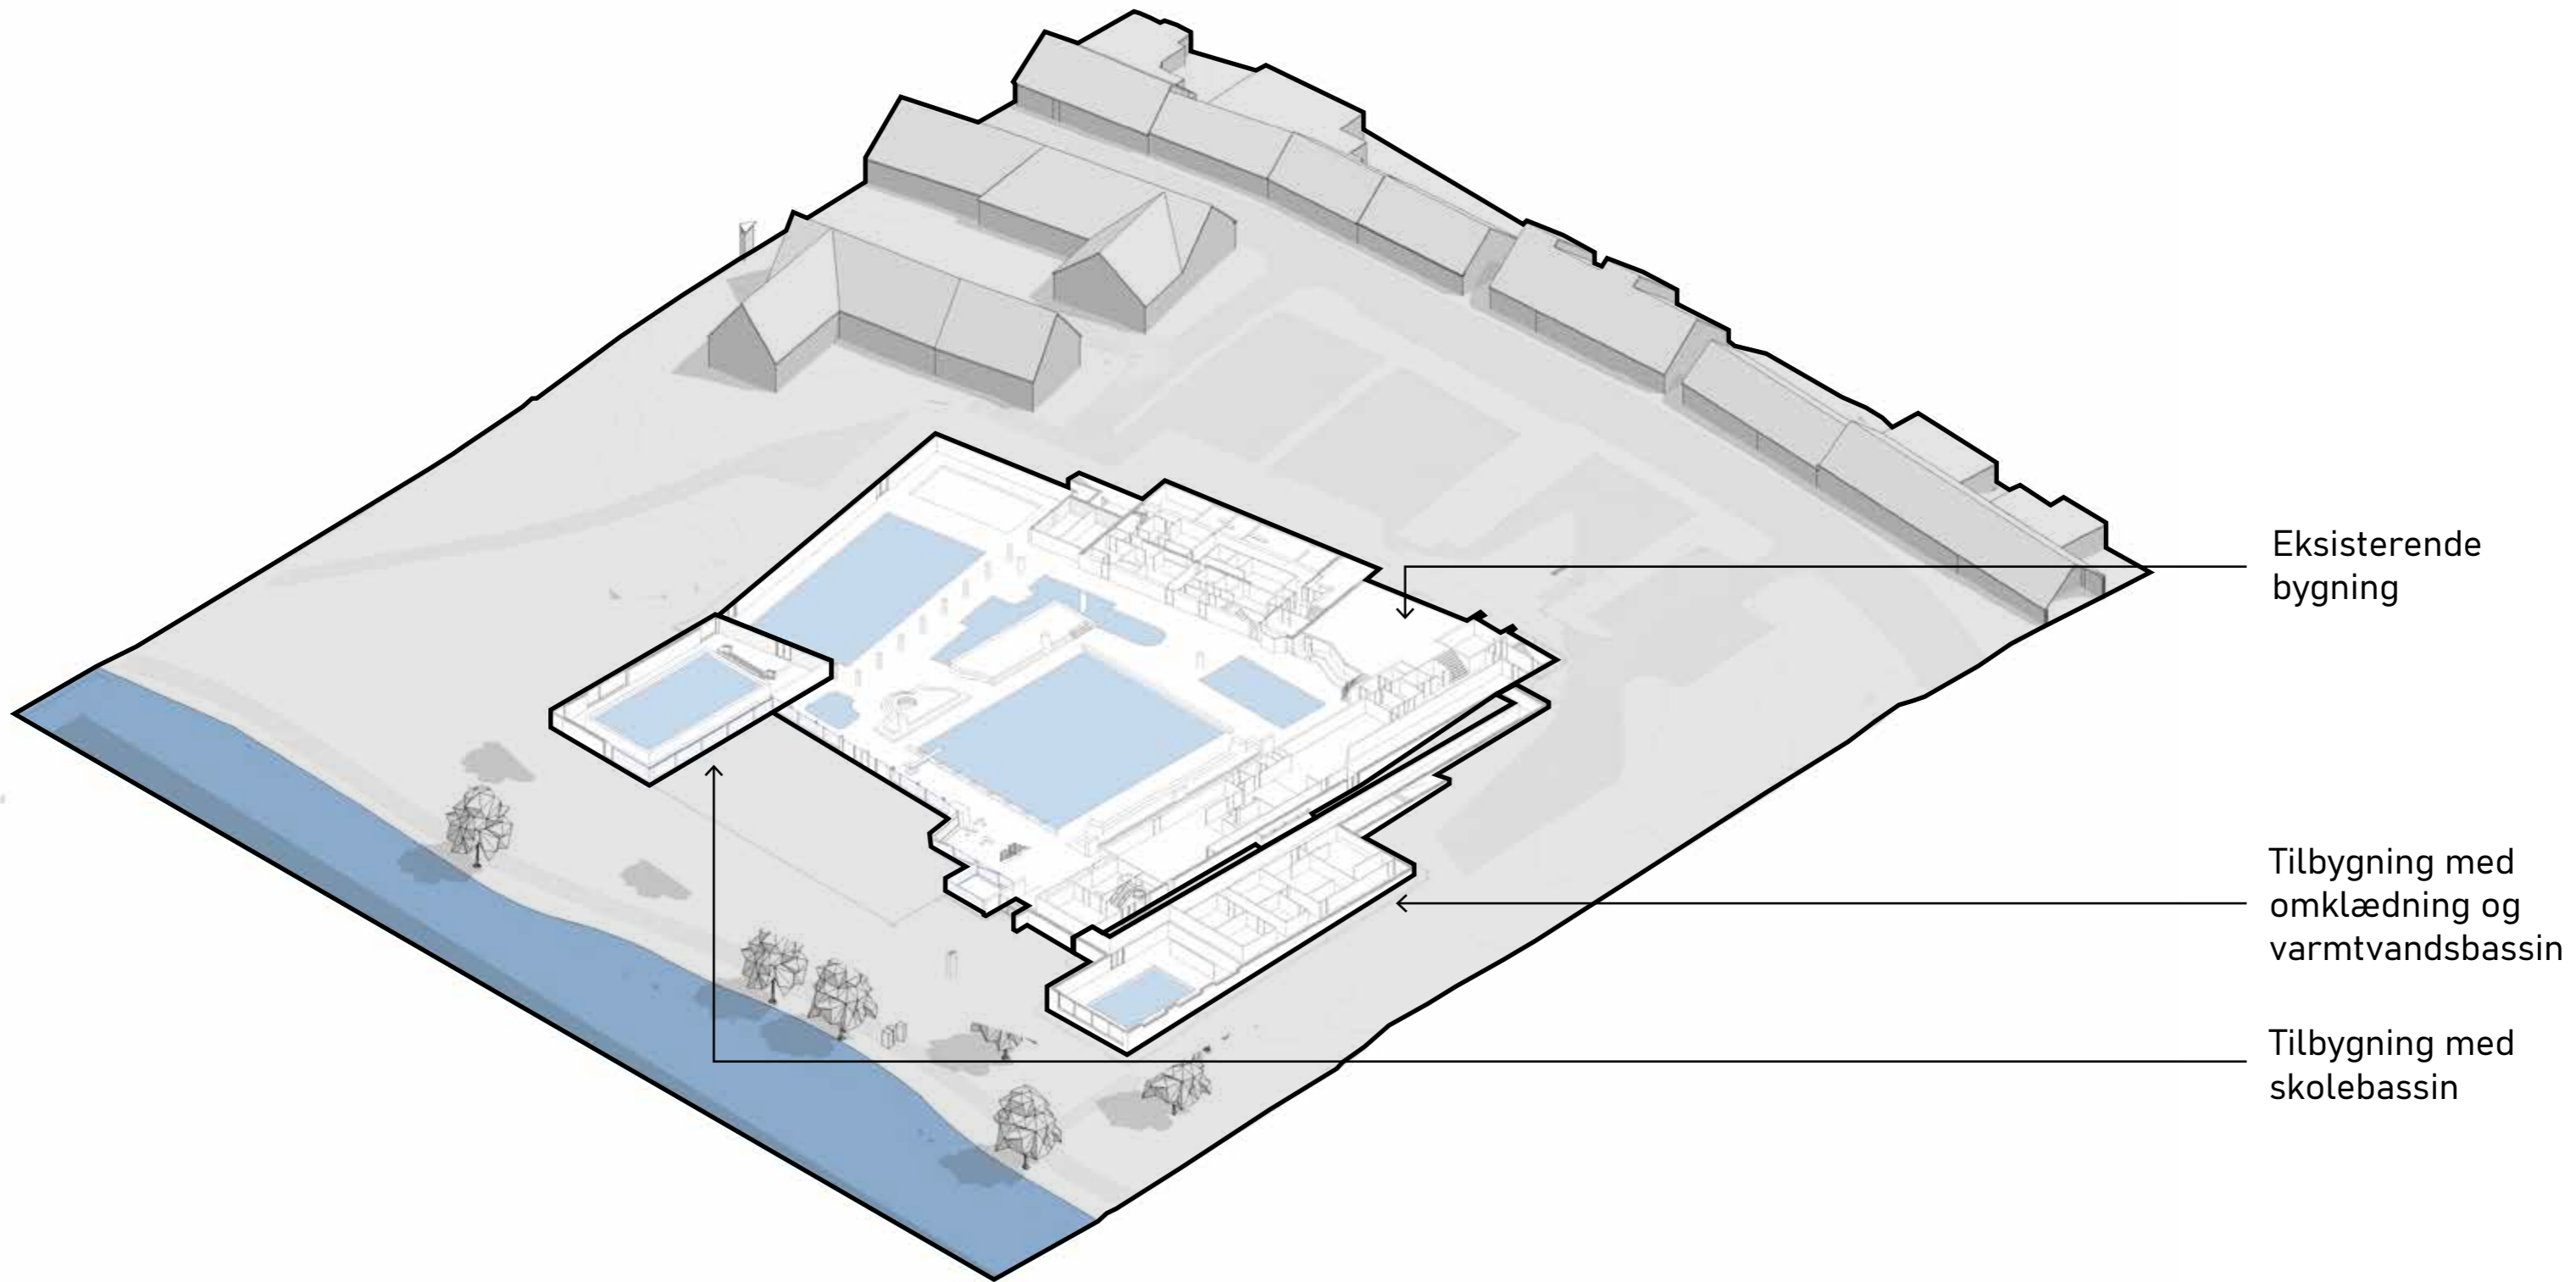 Eksisterende
bygning
Tilbygning med
omklædning og
varmtvandsbassin
Tilbygning med
skolebassin